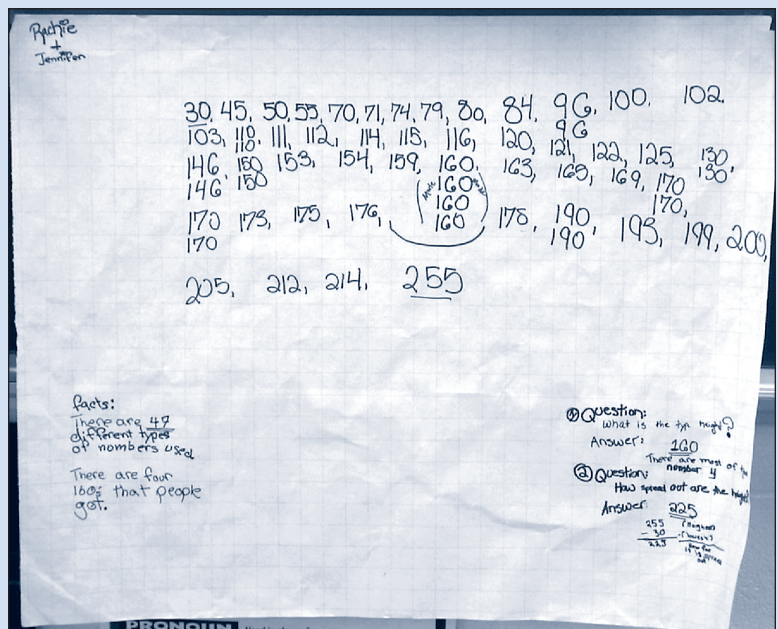 Rachie
+
Jennifer
30, 45, 50, 55, 70, 71, 74, 79, 80, 84, 96, 100, 102
96
103, 110, 111, 112, 114, 115, 116, 120, 121, 122, 125, 130,
110 130,
146, 150 153, 154, 159, 160, 163, 165, 169, 170
146 150 160 170,
160
170 173, 175, 176, 160 178, 190, 193, 199, 200,
170 190
205, 212, 214, 255
facts:
There are 47
different types
of numbers used
There are four
160s that people
got.
① Question:
What is the typ height?
Answer: 160
There are most of the
number
② Question:
How spread out are the
Answer: 225
255
- 30
225
PRONOUN